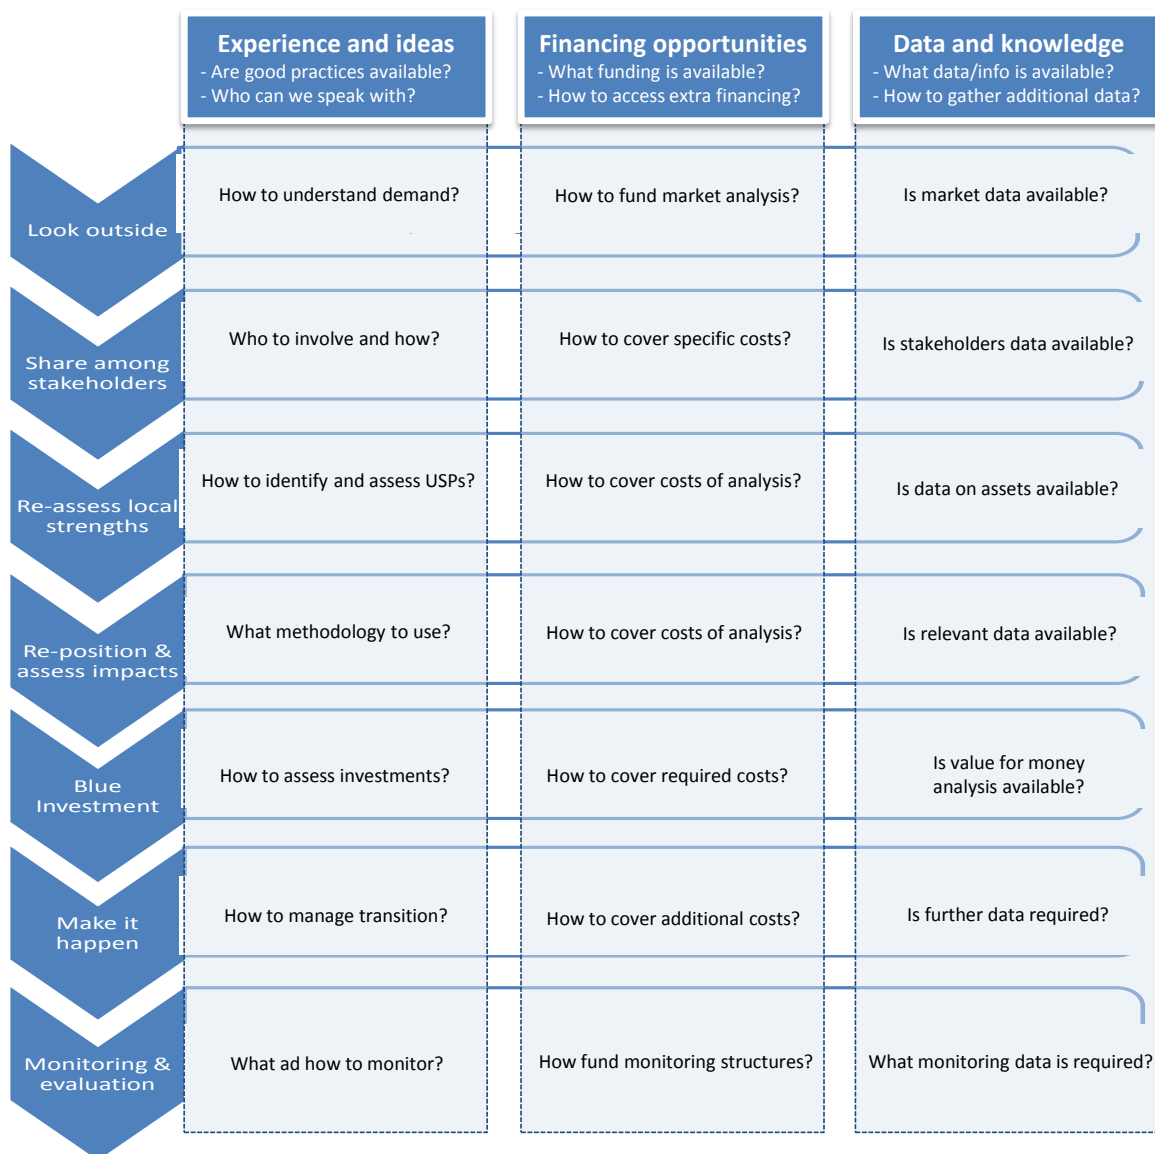 Experience and ideas
- Are good practices available?
- Who can we speak with?
Financing opportunities
- What funding is available?
- How to access extra financing?
Data and knowledge
- What data/info is available?
- How to gather additional data?
Look outside
How to understand demand?
How to fund market analysis?
Is market data available?
Share among
stakeholders
Who to involve and how?
How to cover specific costs?
Is stakeholders data available?
Re-assess local
strengths
How to identify and assess USPs?
How to cover costs of analysis?
Is data on assets available?
Re-position &
assess impacts
What methodology to use?
How to cover costs of analysis?
Is relevant data available?
Blue
Investment
How to assess investments?
How to cover required costs?
Is value for money
analysis available?
Make it
happen
How to manage transition?
How to cover additional costs?
Is further data required?
Monitoring &
evaluation
What ad how to monitor?
How fund monitoring structures?
What monitoring data is required?